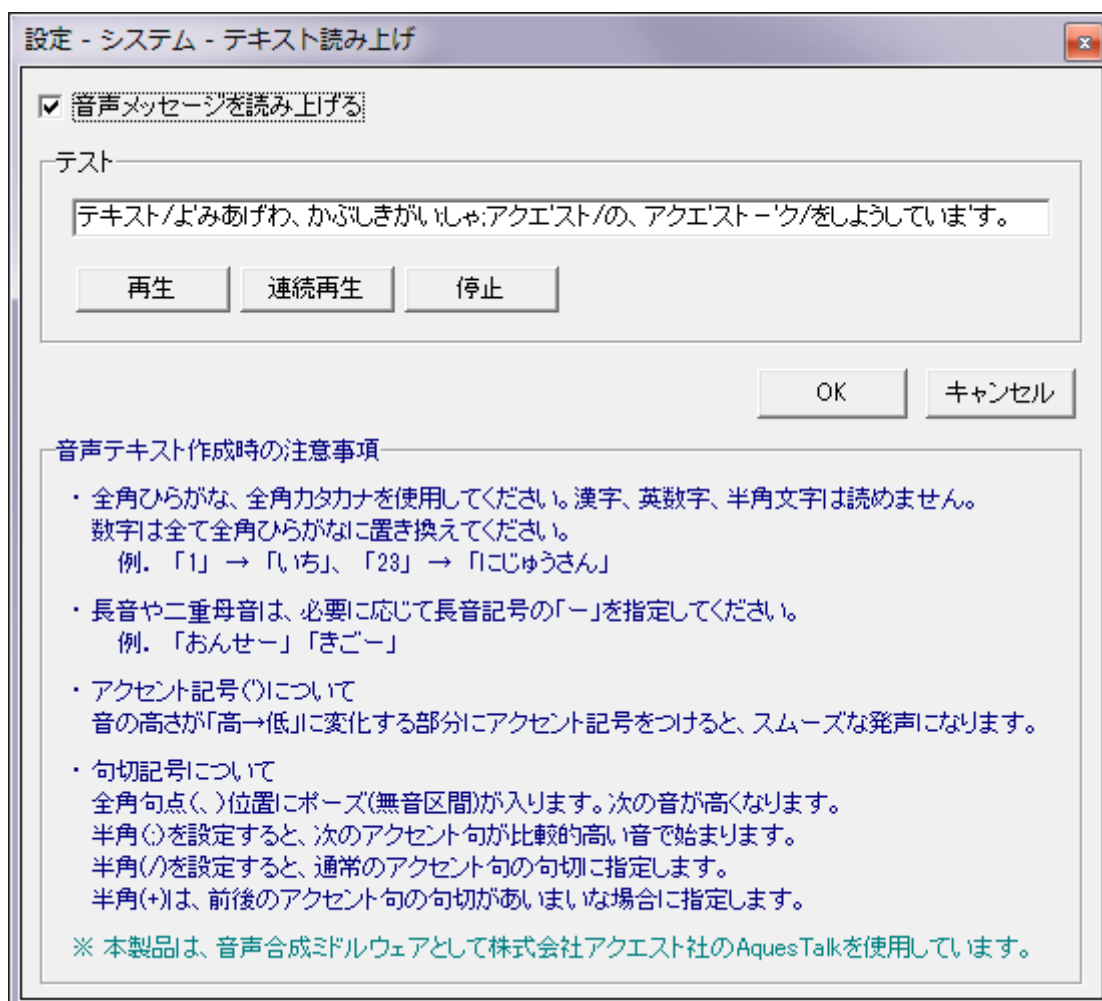 設定 - システム - テキスト読み上げ
音声メッセージを読み上げる
テスト
テキスト/よ'みあげわ、かぶしきがい'しゃ;アクエ'スト/の、アクエ'ストー'ク/をしようしていま'す。
再生 連続再生 停止
OK キャンセル
音声テキスト作成時の注意事項
・ 全角ひらがな、全角カタカナを使用してください。漢字、英数字、半角文字は読めません。
数字は全て全角ひらがなに置き換えてください。
例. 「1」 → 「いち」、 「23」 → 「にじゅうさん」
・ 長音や二重母音は、必要に応じて長音記号の「ー」を指定してください。
例. 「おんせー」 「きごー」
・ アクセント記号(')について
音の高さが「高→低」に変化する部分にアクセント記号をつけると、スムーズな発声になります。
・ 句切記号について
全角句点(、)位置にポーズ(無音区間)が入ります。次の音が高くなります。
半角(;)を設定すると、次のアクセント句が比較的高い音で始まります。
半角(/)を設定すると、通常のアクセント句の句切に指定します。
半角(+)は、前後のアクセント句の句切があいまいな場合に指定します。
※ 本製品は、音声合成ミドルウェアとして株式会社アクエスト社のAquesTalkを使用しています。